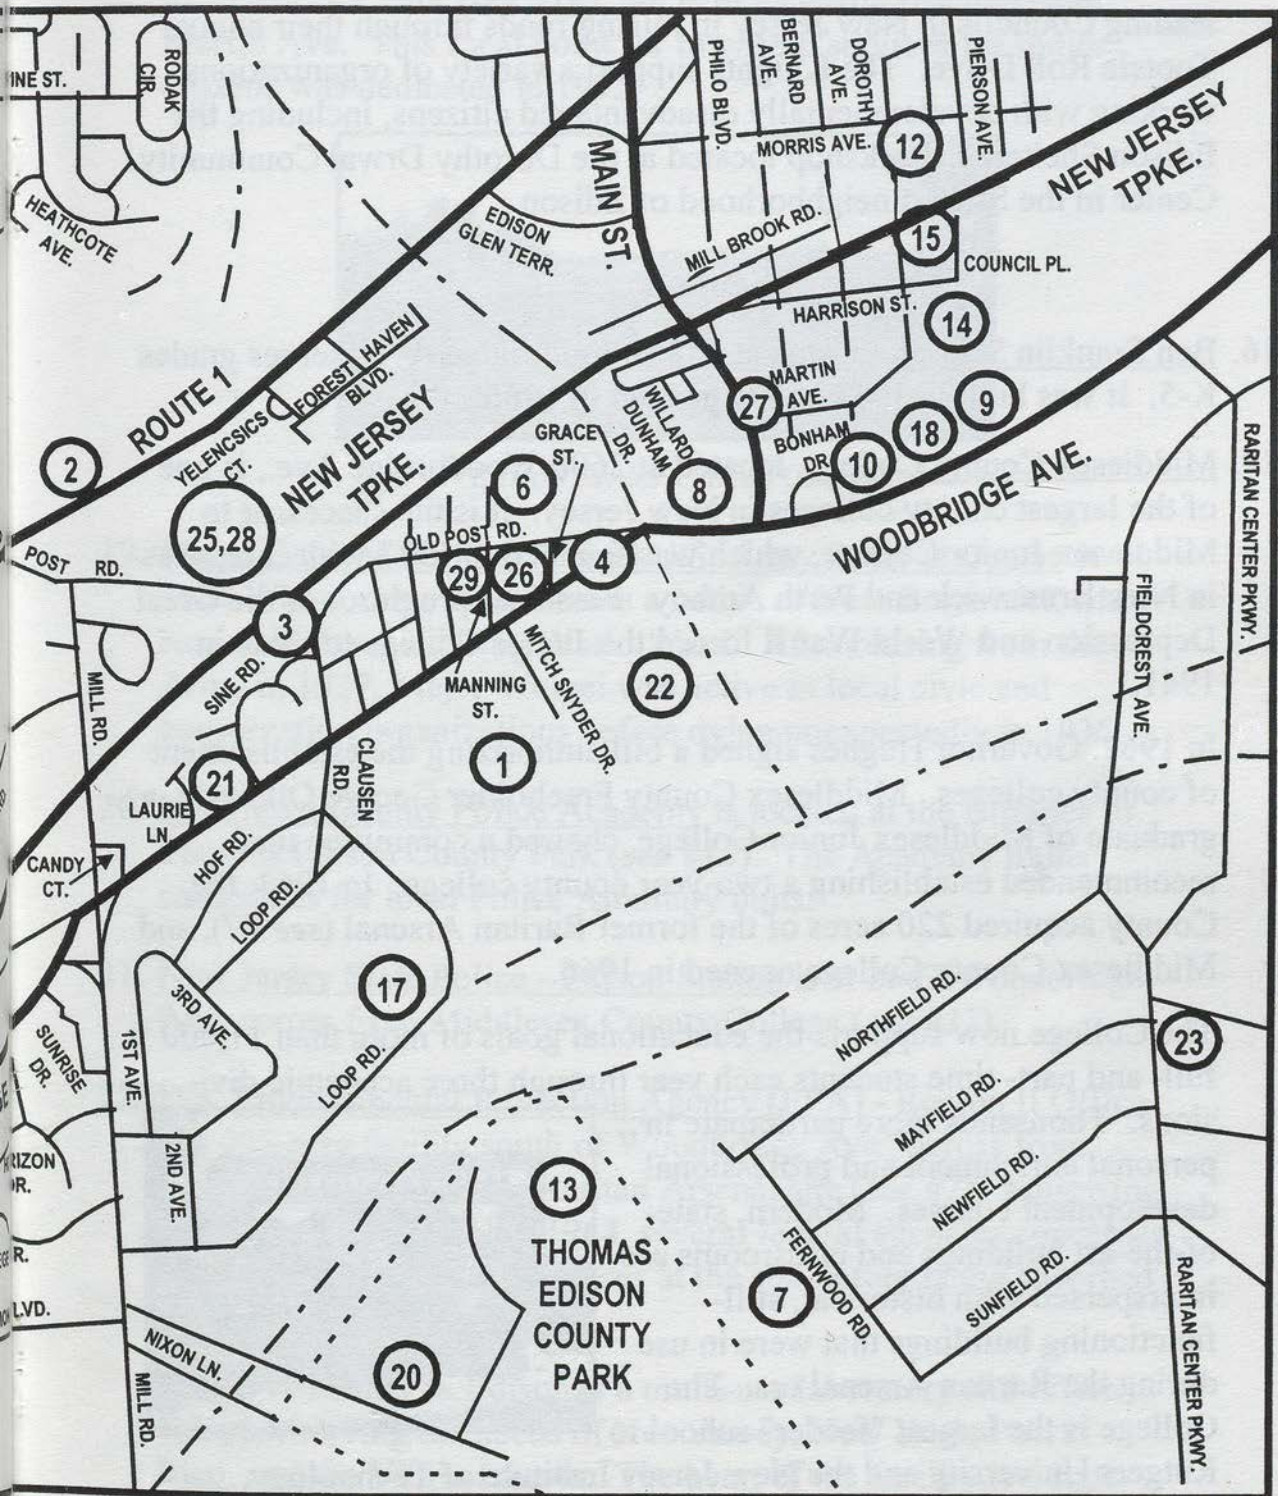 RODAK
CIR.
PHILO BLVD.
BERNARD
AVE.
DOROTHY
AVE.
PIERSON AVE
NEW JERSEY
TPKE.
MAIN ST.
MORRIS AVE.
12
HEATHCOTE
AVE.
EDISON
GLEN TERR.
MILL BROOK RD.
15
COUNCIL PL.
HARRISON ST.
14
ROUTE 1
FOREST HAVEN
BLVD.
MARTIN
AVE.
27
9
18
BONHAM
DR.
10
WILLARD
DUNHAM
DR.
2
YELENCSICS
CT.
NEW JERSEY
TPKE.
GRACE
ST.
6
8
WOODBRIDGE AVE.
RARITAN CENTER PKWY.
25,28
OLD POST RD.
POST RD.
29
26
4
3
FIELDCREST AVE.
MILL RD.
SINE RD.
MANNING
ST.
MITCH SNYDER DR.
22
1
CLAUSEN
RD.
21
LAURIE
LN
CANDY
CT.
HOF RD.
LOOP RD.
17
3RD AVE
NORTHFIELD RD.
23
SUNRISE
DR.
1ST AVE.
LOOP RD.
MAYFIELD RD.
2ND AVE.
13
THOMAS
EDISON
COUNTY
PARK
NEWFIELD RD.
7
FERNWOOD RD.
SUNFIELD RD.
RARITAN CENTER PKWY.
NIXON LN.
20
MILL RD.